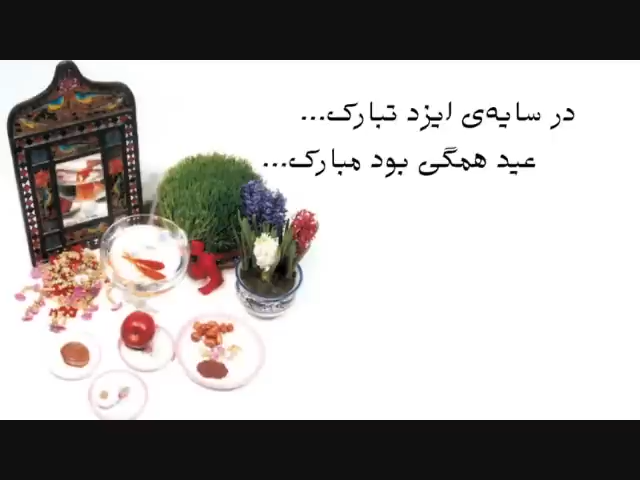 در سایه‌ی ایزد تبارک...
عید همگی بود مبارک...